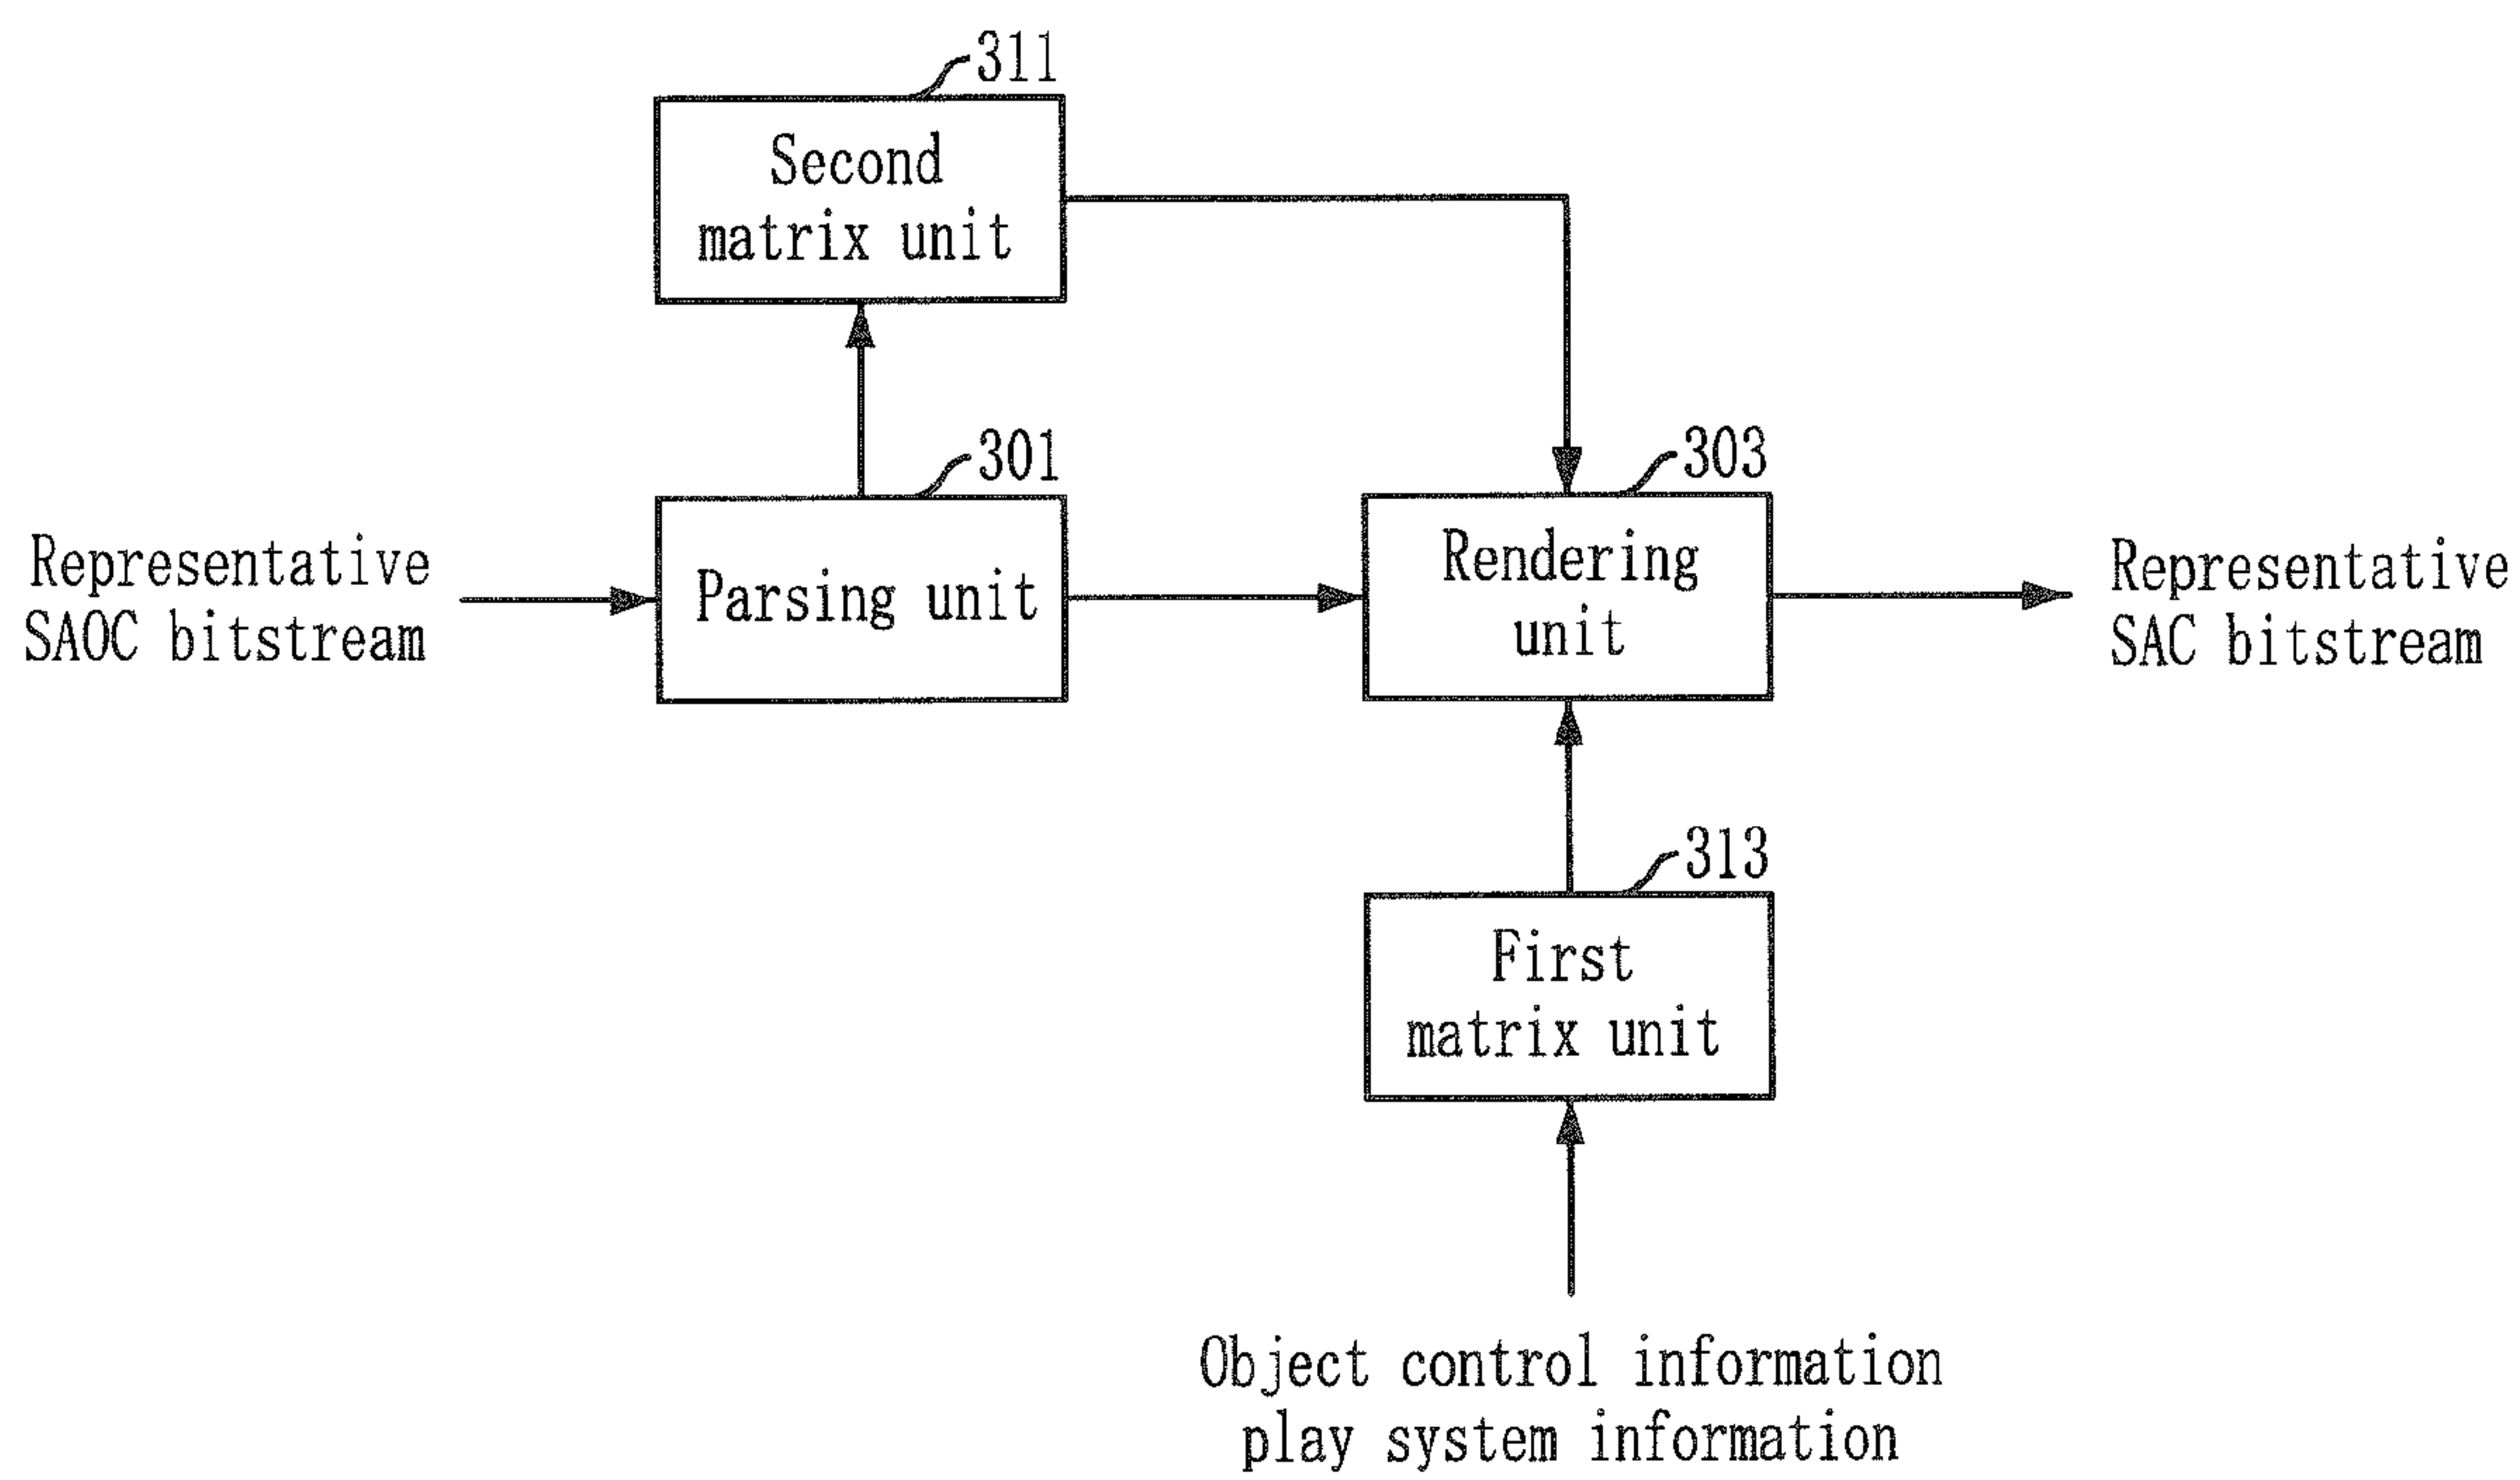 311
Second
matrix unit
301
303
Representative
SAOC bitstream
Parsing unit
Rendering
unit
Representative
SAC bitstream
313
First
matrix unit
Object control information
play system information